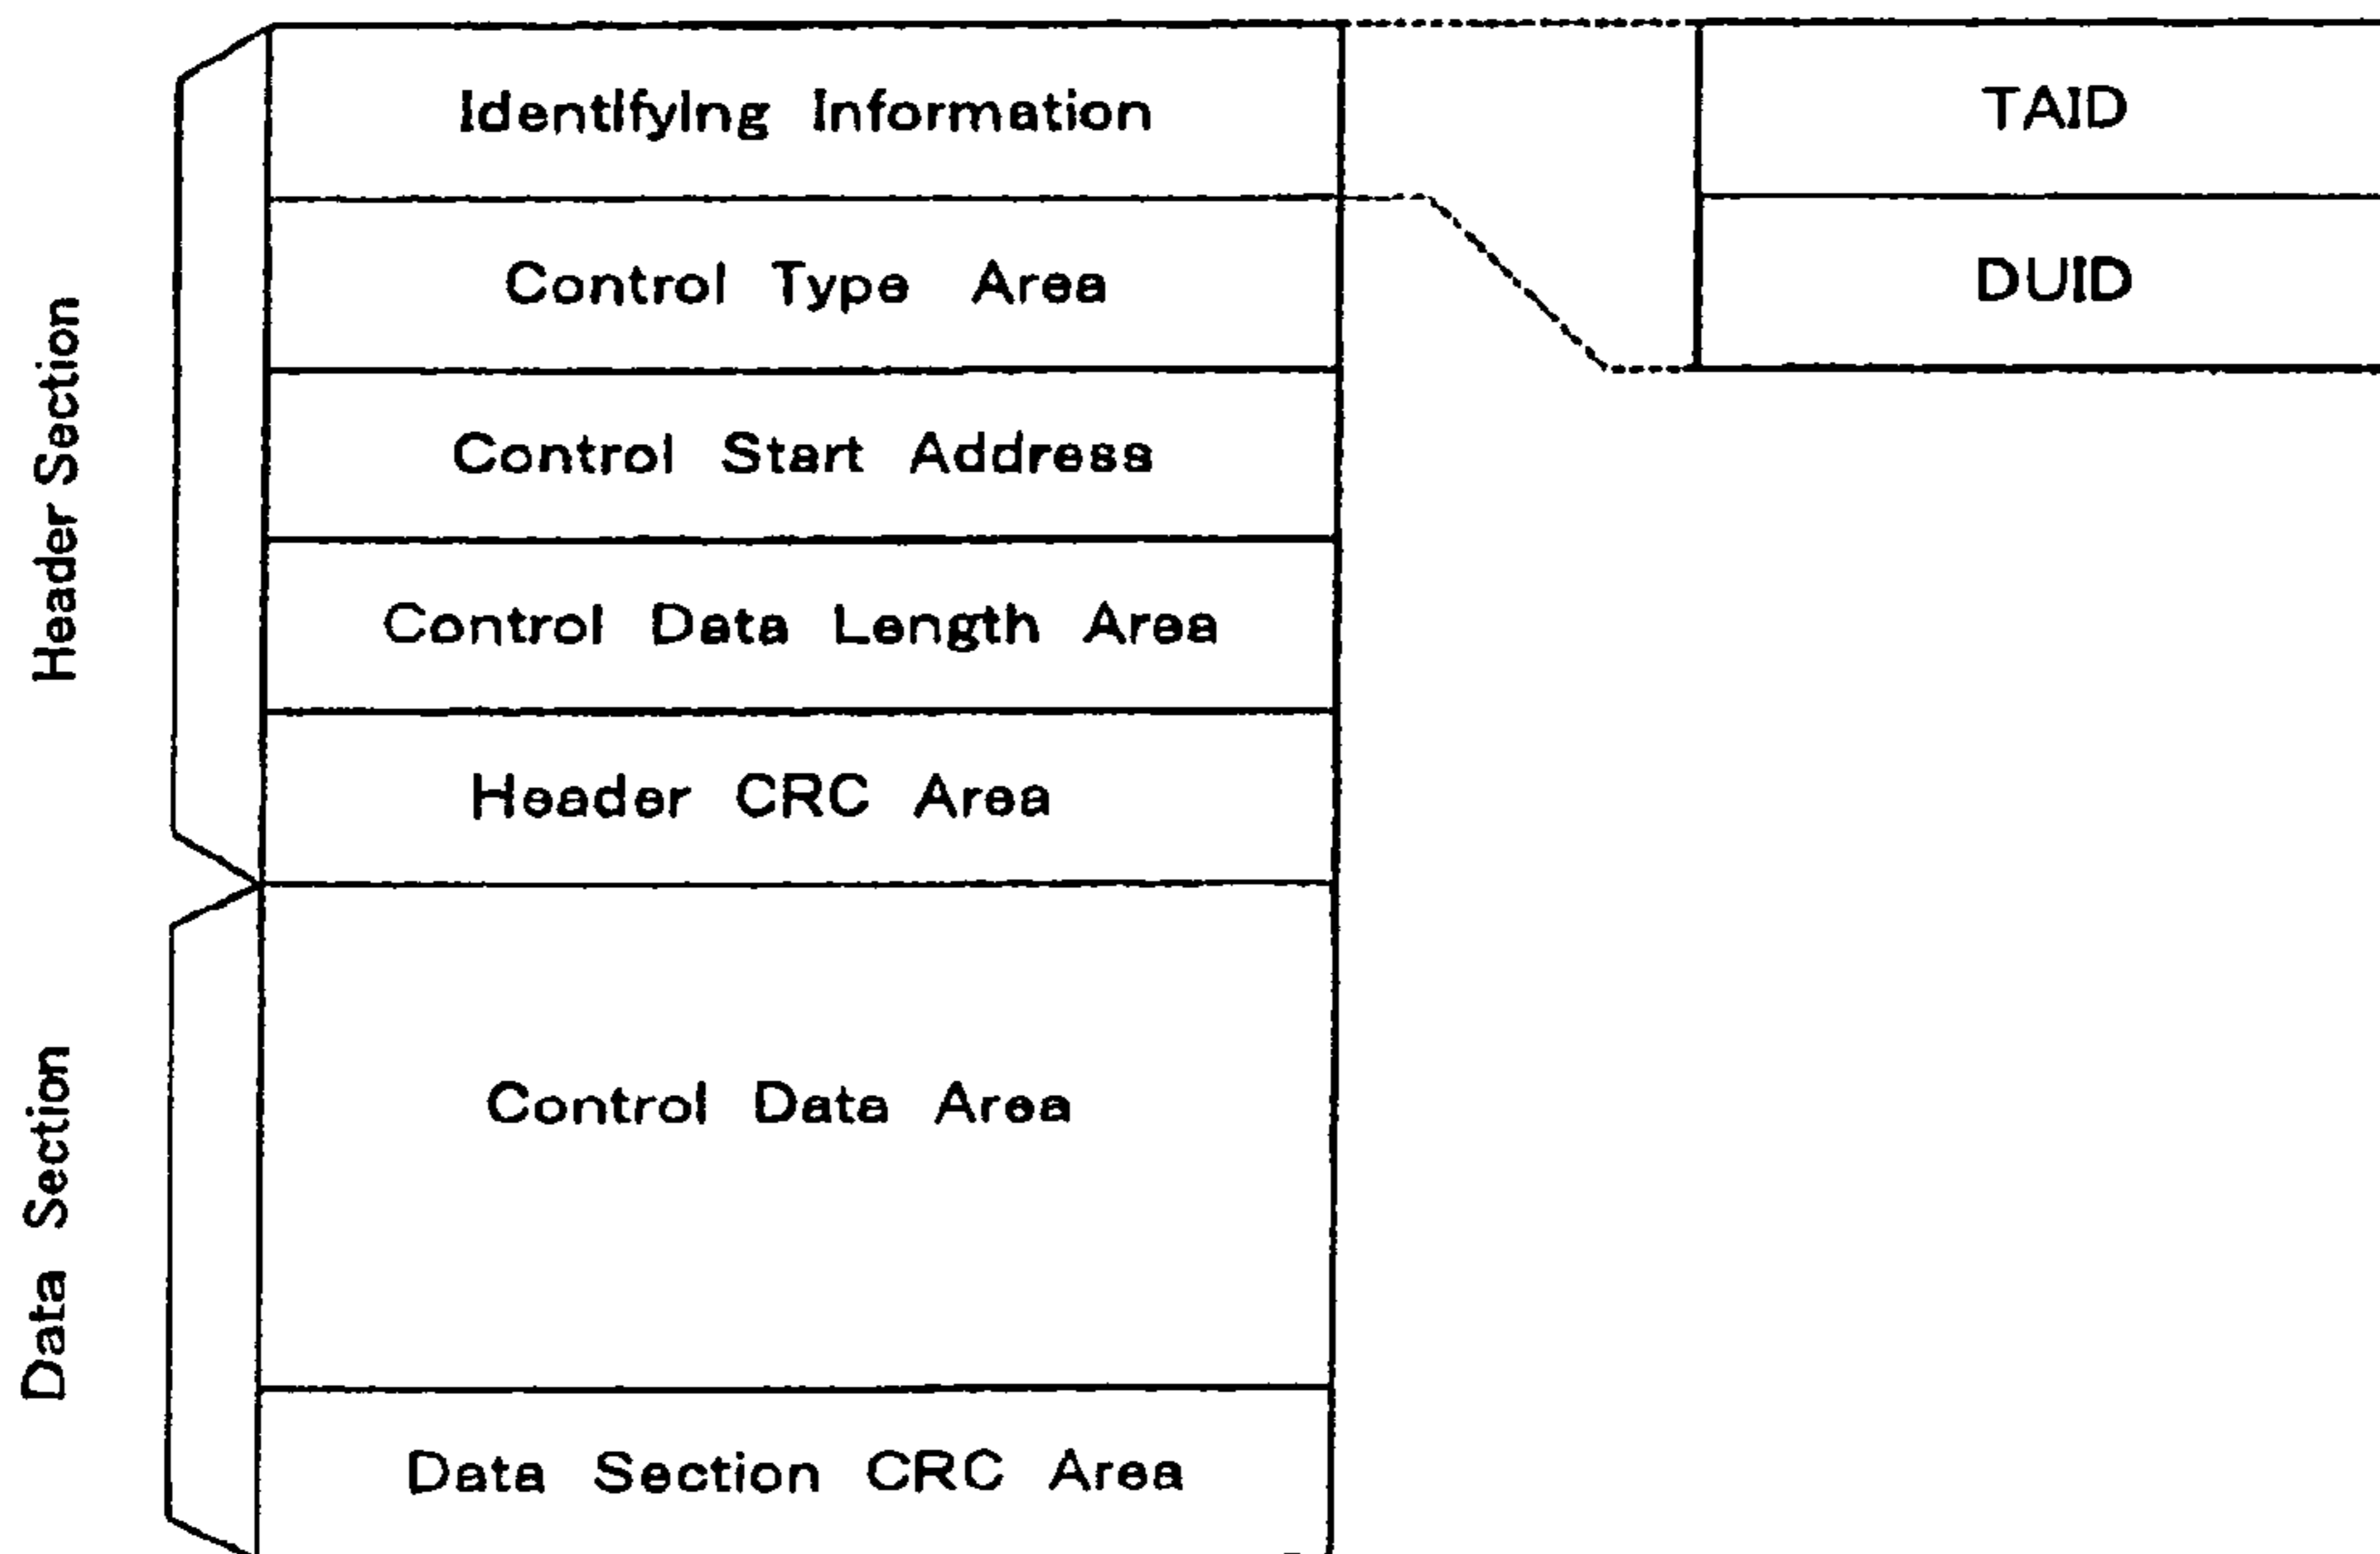 Header Section
Identifying Information
Control Type Area
Control Start Address
Control Data Length Area
Header CRC Area
Data Section
Control Data Area
Data Section CRC Area
TAID
DUID